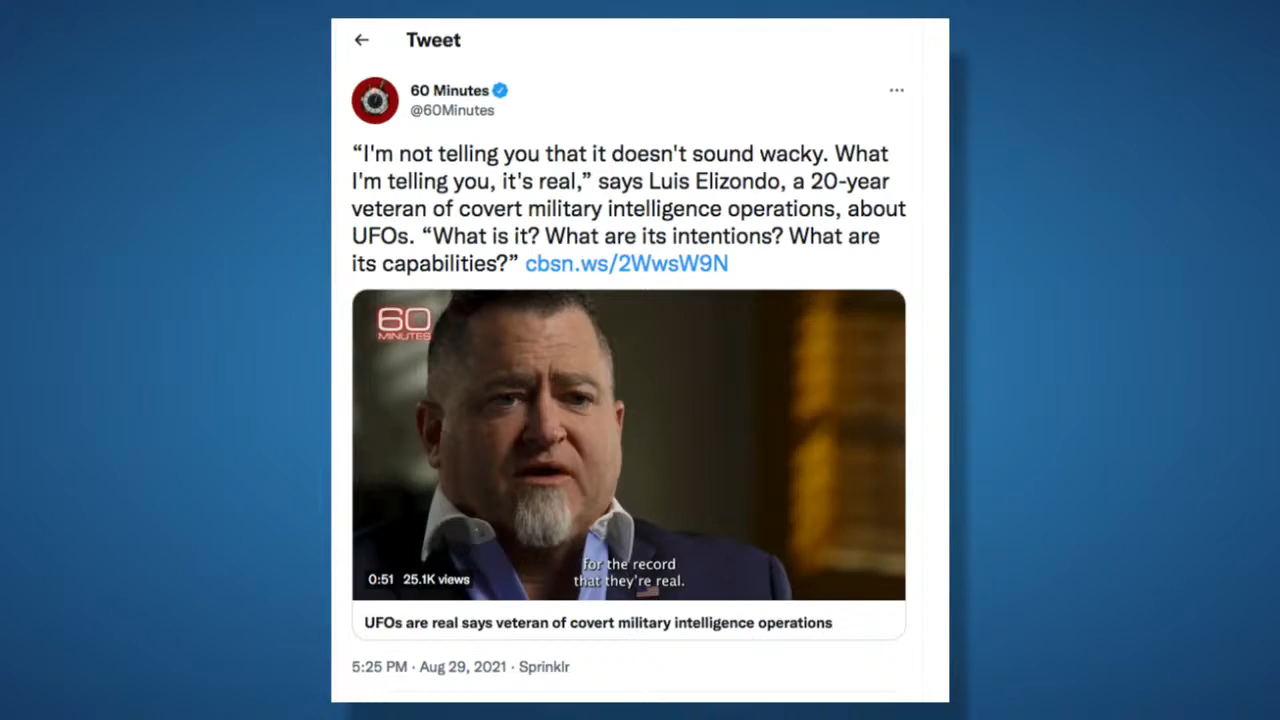 Tweet
60 Minutes
@60Minutes
“I'm not telling you that it doesn't sound wacky. What
I'm telling you, it's real,” says Luis Elizondo, a 20-year
veteran of covert military intelligence operations, about
UFOs. “What is it? What are its intentions? What are
its capabilities?” cbsn.ws/2WwsW9N
60
MINUTES
for the record
that they're real.
0:51 25.1K views
UFOs are real says veteran of covert military intelligence operations
5:25 PM · Aug 29, 2021 · Sprinklr